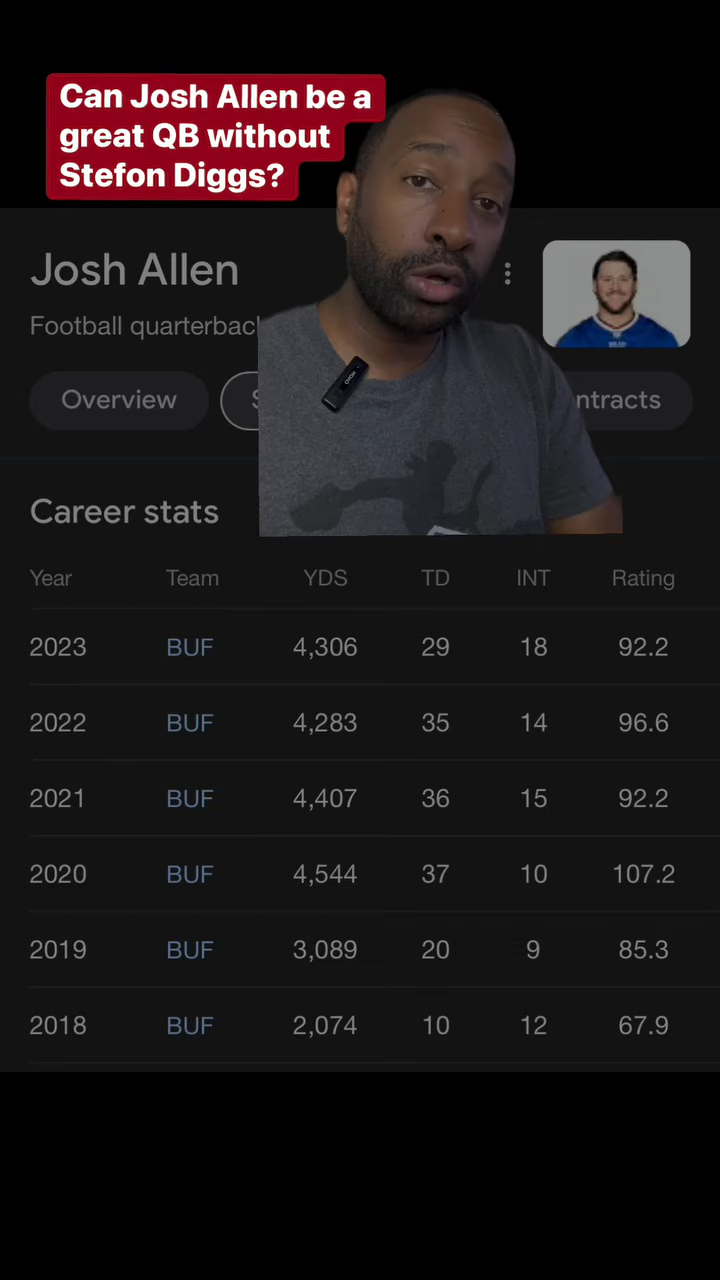 Can Josh Allen be a
great QB without
Stefon Diggs?
Josh Allen
Football quarterbac
Overview
S
ntracts
Career stats
Year Team YDS TD INT Rating
2023 BUF 4,306 29 18 92.2
2022 BUF 4,283 35 14 96.6
2021 BUF 4,407 36 15 92.2
2020 BUF 4,544 37 10 107.2
2019 BUF 3,089 20 9 85.3
2018 BUF 2,074 10 12 67.9